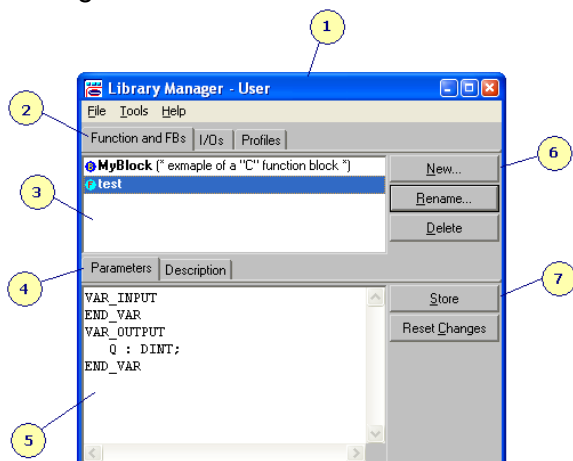 1
Library Manager - User
2
File Tools Help
Function and FBs I/Os Profiles
6
MyBlock (* exmaple of a "C" function block *)
New...
3
test
Rename...
Delete
4
Parameters Description
7
VAR_INPUT
Store
END_VAR
VAR_OUTPUT
Reset Changes
Q : DINT;
END_VAR
5